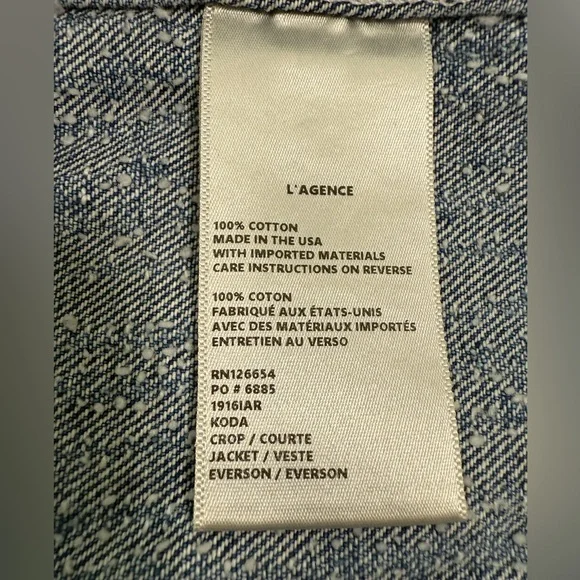 L'AGENCE
100% COTTON
MADE IN THE USA
WITH IMPORTED MATERIALS
CARE INSTRUCTIONS ON REVERSE
100% COTON
FABRIQUÉ AUX ÉTATS-UNIS
AVEC DES MATÉRIAUX IMPORTÉS
ENTRETIEN AU VERSO
RN126654
PO # 6885
1916IAR
KODA
CROP / COURTE
JACKET / VESTE
EVERSON / EVERSON